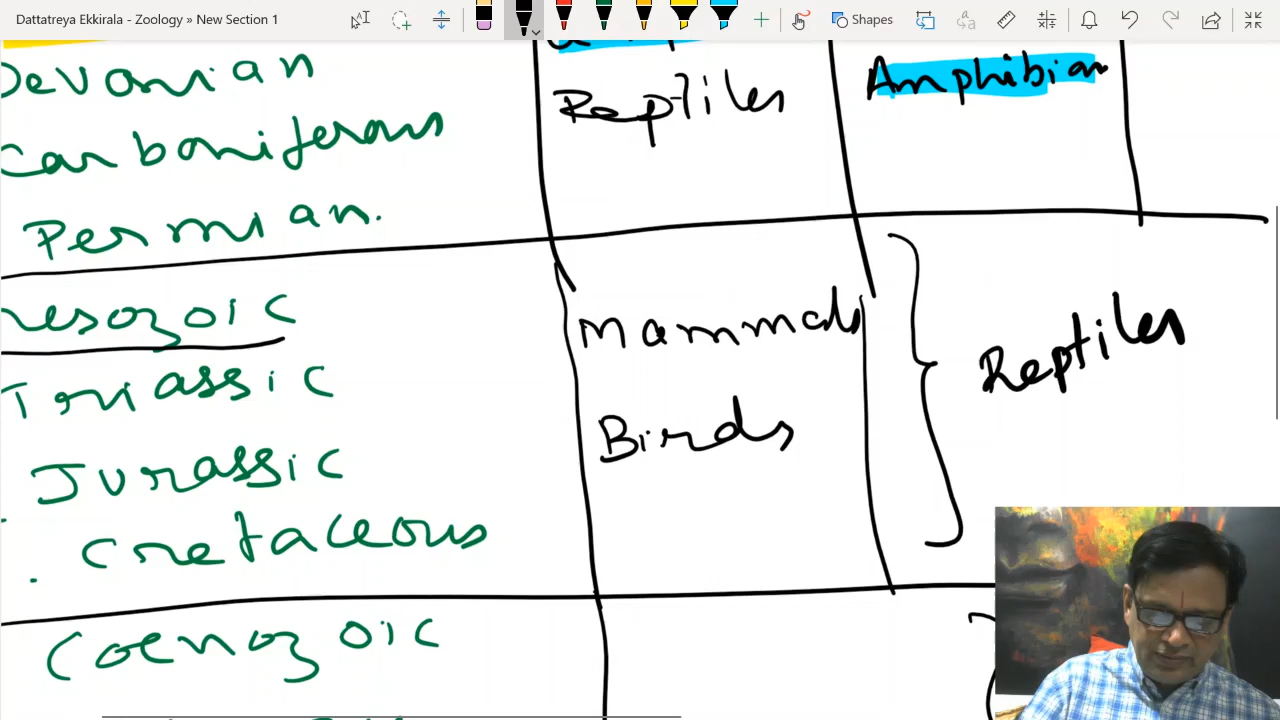 Dattatreya Ekkirala - Zoology » New Section 1
Shapes
Devonian
Reptiles
Amphibian
Carboniferous
Permian.
mesozoic
Mammals
Reptiles
Triassic
Birds
Jurassic
Cretaceous
Coenozoic